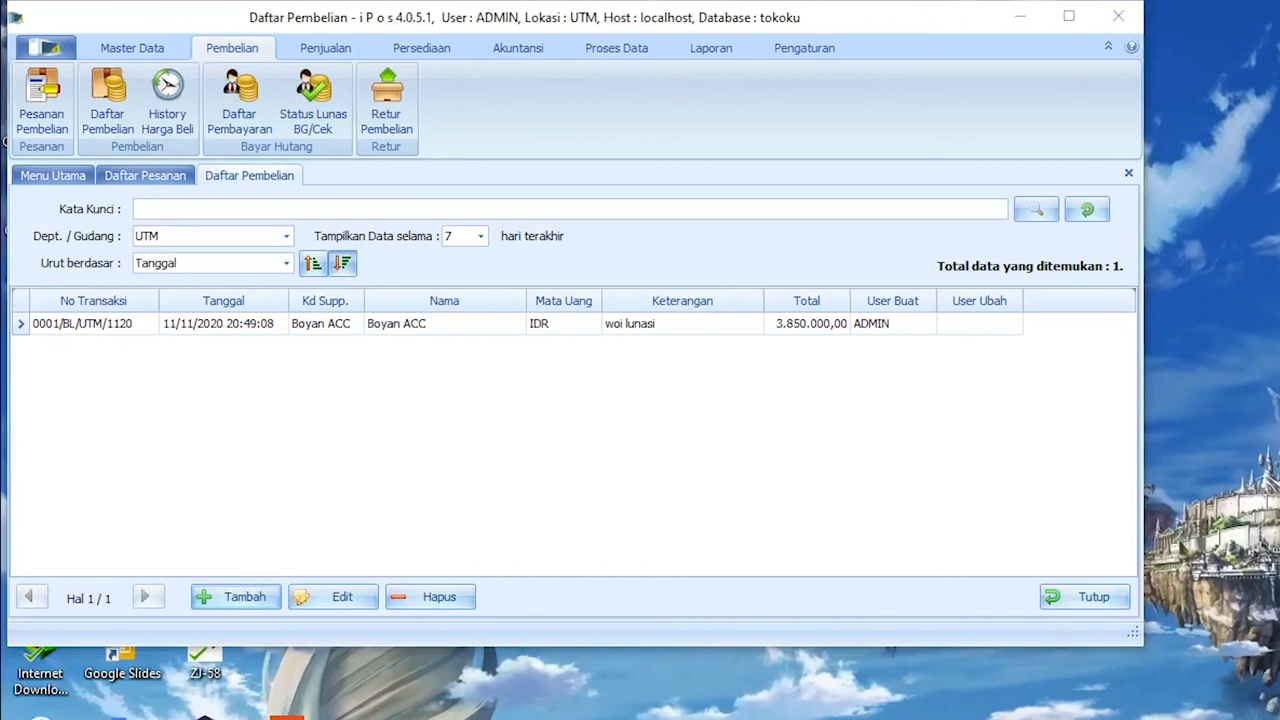 Daftar Pembelian - i P o s 4.0.5.1, User : ADMIN, Lokasi : UTM, Host : localhost, Database : tokoku
Master Data Pembelian Penjualan Persediaan Akuntansi Proses Data Laporan Pengaturan
Pesanan Pembelian
Daftar Pembelian
History Harga Beli
Daftar Pembayaran
Status Lunas BG/Cek
Retur Pembelian
Pesanan Pembelian Bayar Hutang Retur
Menu Utama Daftar Pesanan Daftar Pembelian
Kata Kunci :
Dept. / Gudang : UTM Tampilkan Data selama : 7 hari terakhir
Urut berdasar : Tanggal
Total data yang ditemukan : 1.
No Transaksi Tanggal Kd Supp. Nama Mata Uang Keterangan Total User Buat User Ubah
0001/BL/UTM/1120 11/11/2020 20:49:08 Boyan ACC Boyan ACC IDR woi lunasi 3.850.000,00 ADMIN
Hal 1 / 1 Tambah Edit Hapus Tutup
Internet Downlo...
Google Slides
ZJ-58